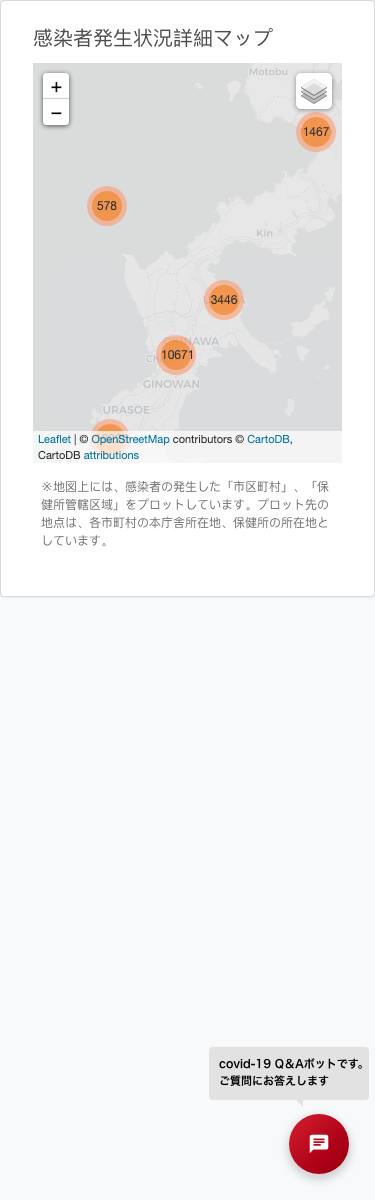 感染者発生状況詳細マップ
+
−
Motobu
1467
578
Kin
3446
10671
GINOWAN
URASOE
Leaflet | © OpenStreetMap contributors © CartoDB,
CartoDB attributions
※地図上には、感染者の発生した「市区町村」、「保
健所管轄区域」をプロットしています。プロット先の
地点は、各市町村の本庁舎所在地、保健所の所在地と
しています。
covid-19 Q&Aボットです。
ご質問にお答えします